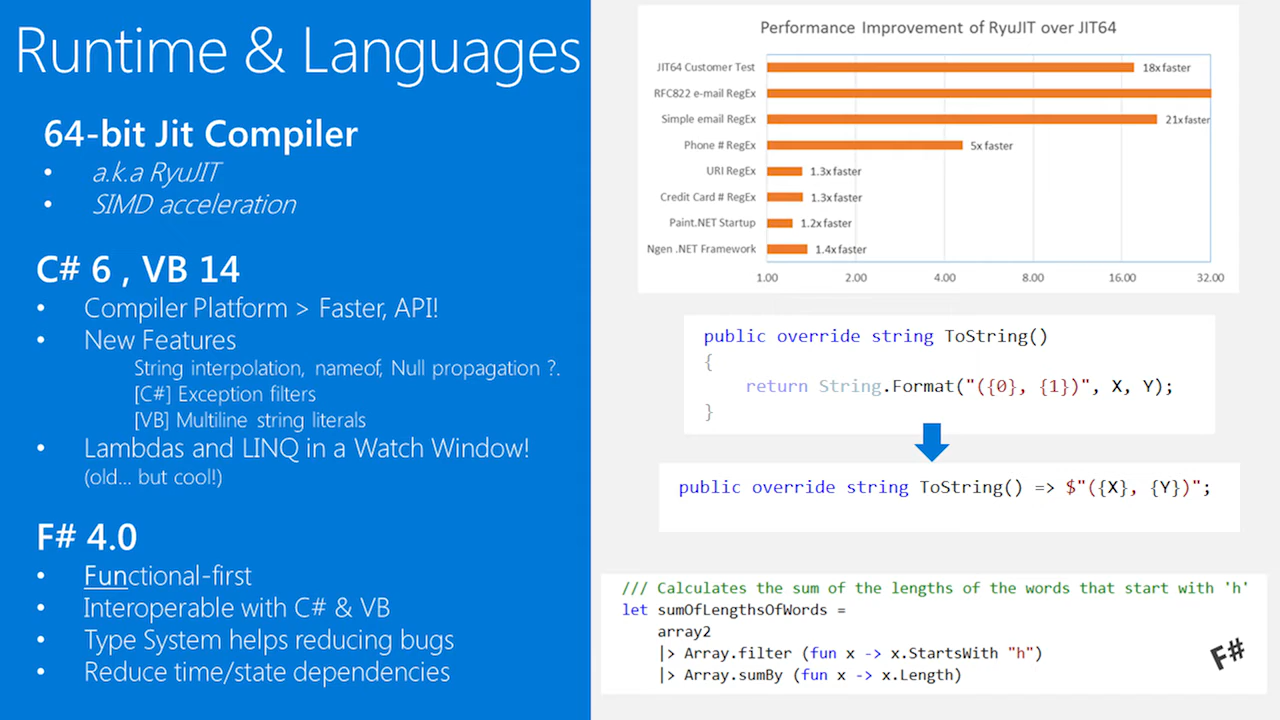 Runtime & Languages
64-bit Jit Compiler
• a.k.a RyuJIT
• SIMD acceleration
C# 6 , VB 14
• Compiler Platform > Faster, API!
• New Features
String interpolation, nameof, Null propagation ?.
[C#] Exception filters
[VB] Multiline string literals
• Lambdas and LINQ in a Watch Window!
(old... but cool!)
F# 4.0
• Functional-first
• Interoperable with C# & VB
• Type System helps reducing bugs
• Reduce time/state dependencies
Performance Improvement of RyuJIT over JIT64
JIT64 Customer Test 18x faster
RFC822 e-mail RegEx
Simple email RegEx 21x faster
Phone # RegEx 5x faster
URI RegEx 1.3x faster
Credit Card # RegEx 1.3x faster
Paint.NET Startup 1.2x faster
Ngen .NET Framework 1.4x faster
1.00 2.00 4.00 8.00 16.00 32.00
public override string ToString()
{
return String.Format("({0}, {1})", X, Y);
}
public override string ToString() => $"({X}, {Y})";
/// Calculates the sum of the lengths of the words that start with 'h'
let sumOfLengthsOfWords =
array2
|> Array.filter (fun x -> x.StartsWith "h")
|> Array.sumBy (fun x -> x.Length)
F#